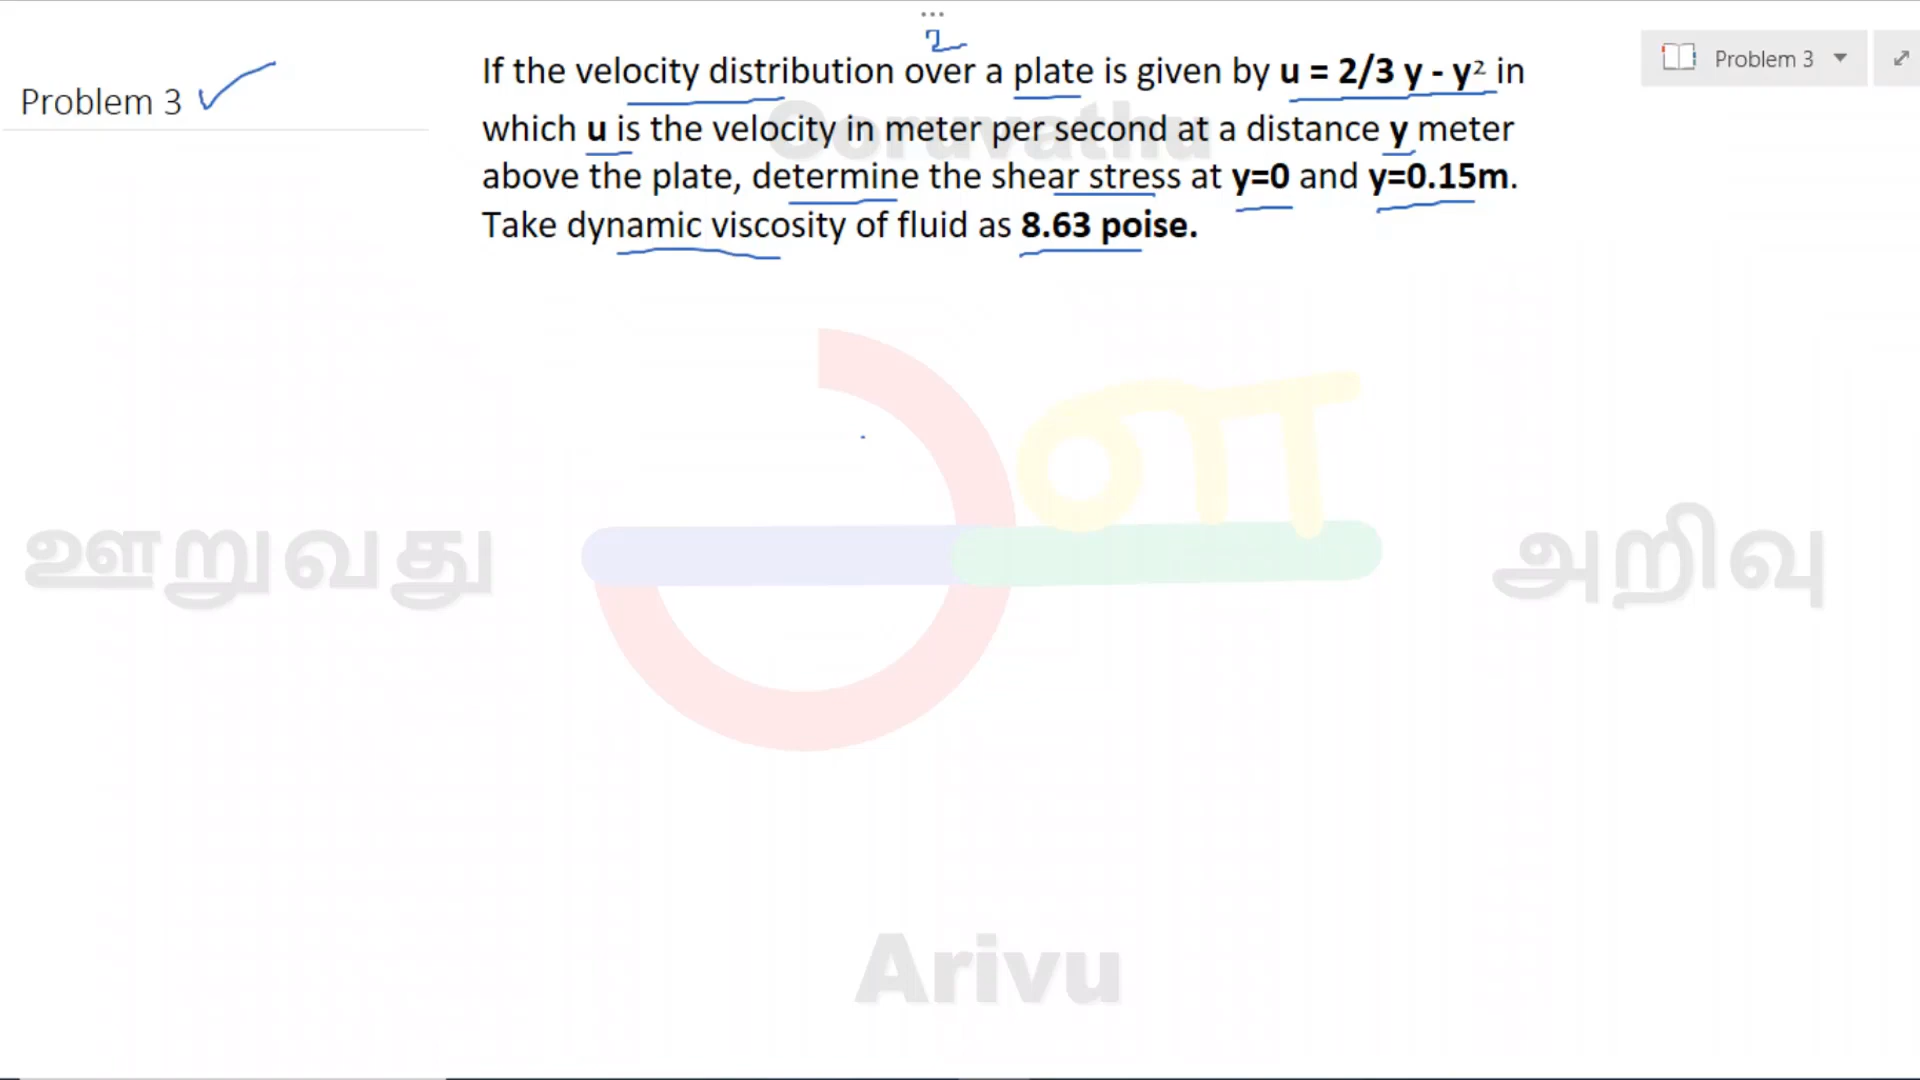 ...
2
If the velocity distribution over a plate is given by u = 2/3 y - y² in
which u is the velocity in meter per second at a distance y meter
above the plate, determine the shear stress at y=0 and y=0.15m.
Take dynamic viscosity of fluid as 8.63 poise.
Problem 3
Problem 3
Ooruvathu
ளா
ஊறுவது
அறிவு
Arivu